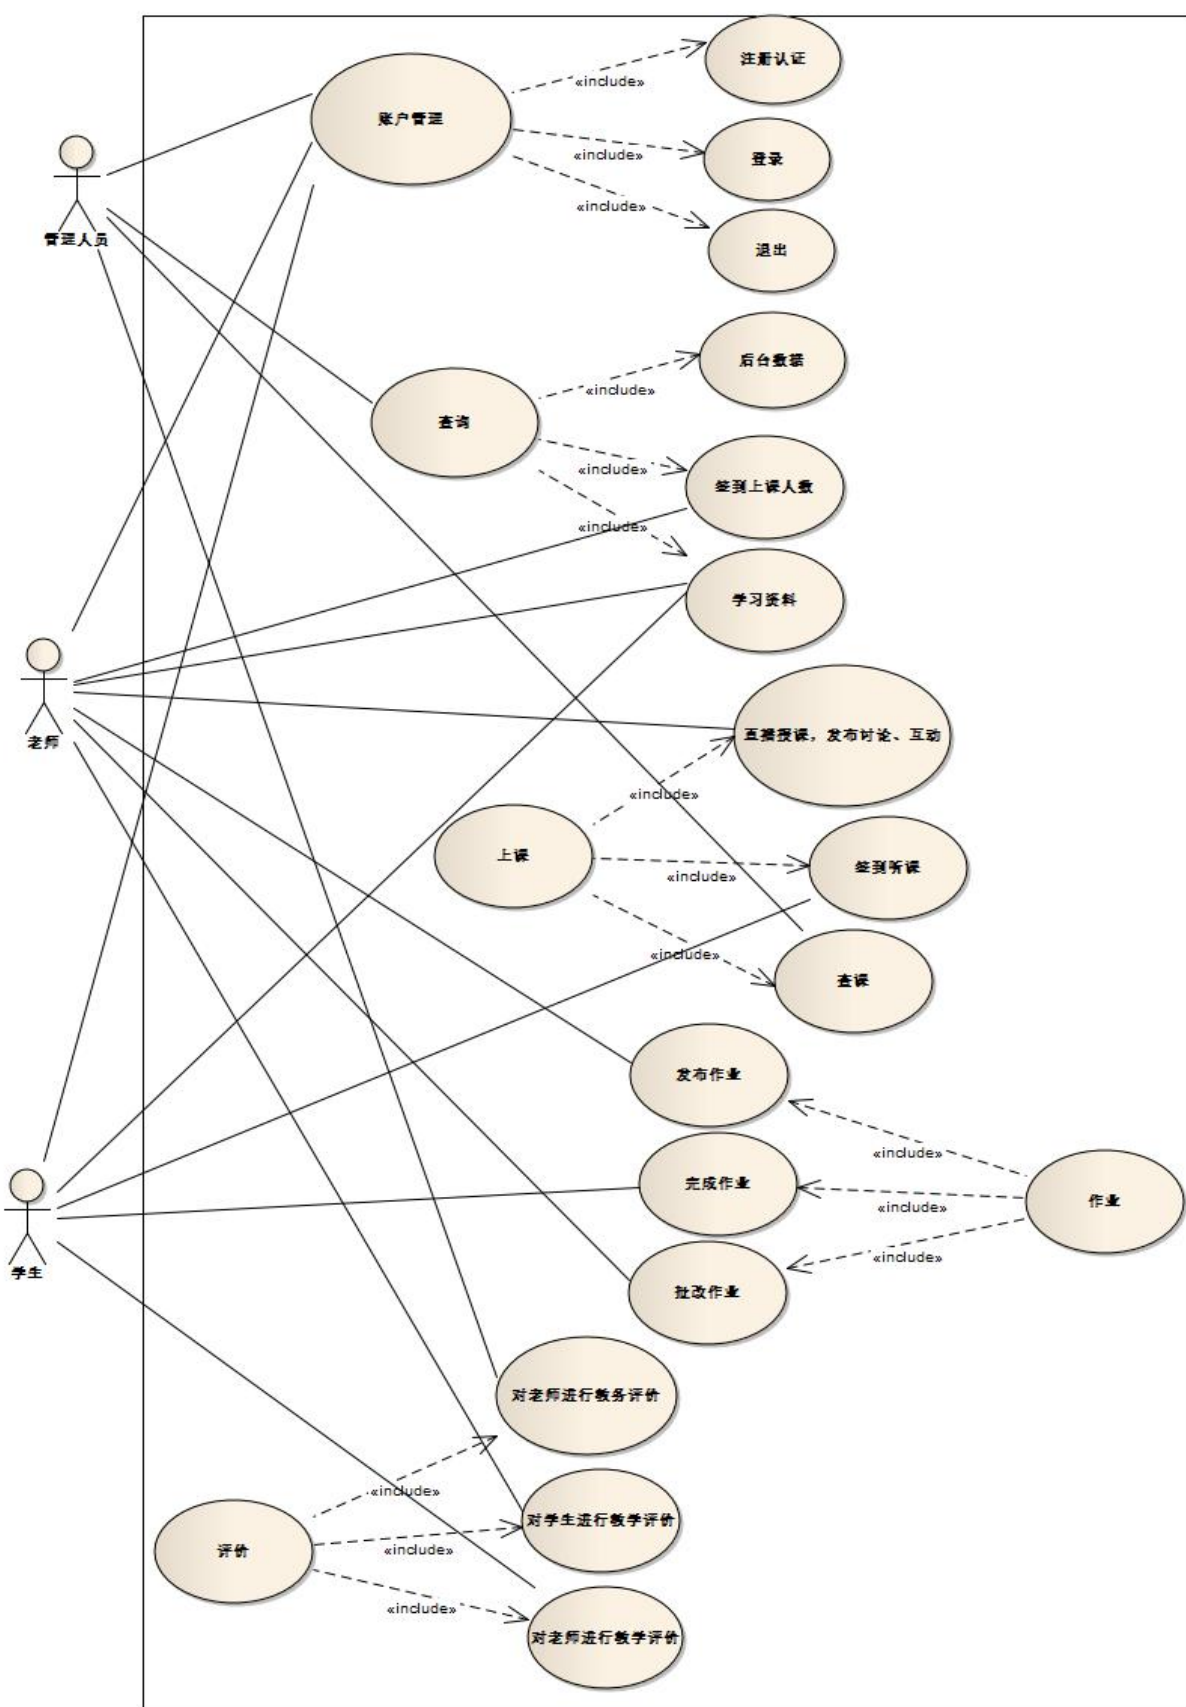 注册认证
«include»
账户管理
«include»
登录
«include»
退出
管理人员
后台数据
«include»
查询
«include»
签到上课人数
«include»
学习资料
老师
直播授课，发布讨论、互动
«include»
上课
«include»
签到听课
«include»
查课
发布作业
«include»
完成作业
«include»
作业
«include»
批改作业
学生
对老师进行教务评价
«include»
对学生进行教学评价
«include»
评价
«include»
对老师进行教学评价